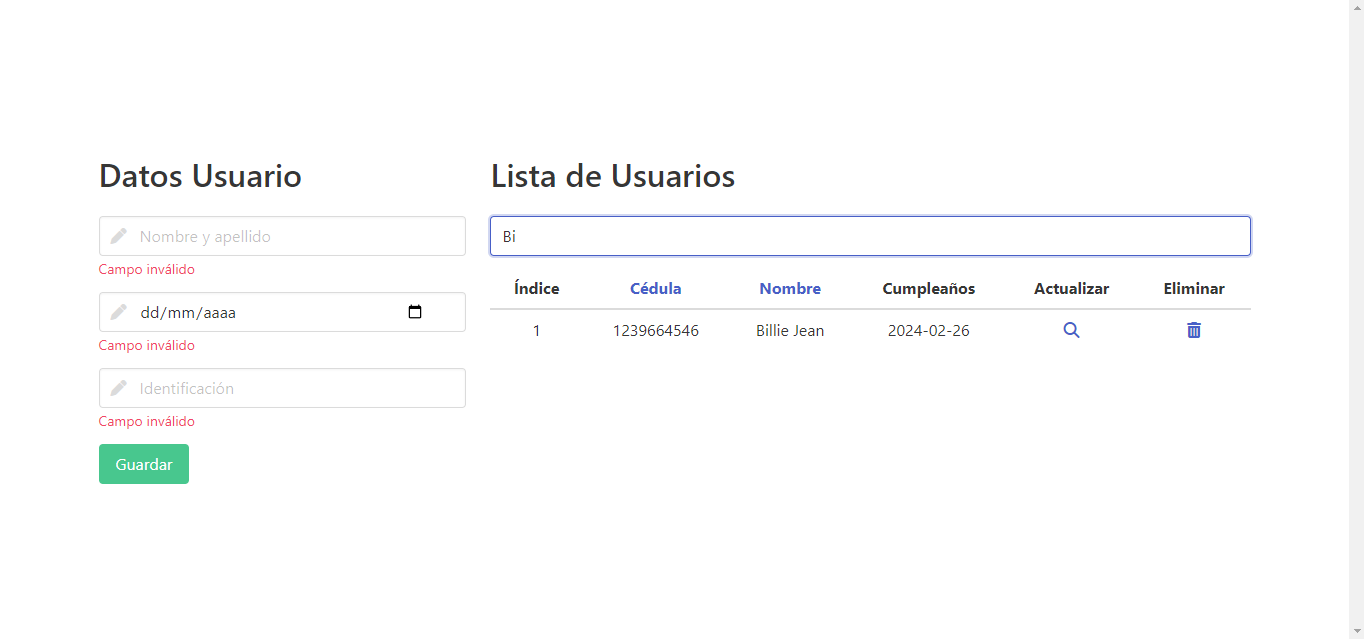 Datos Usuario
Nombre y apellido
Campo inválido
dd/mm/aaaa
Campo inválido
Identificación
Campo inválido
Guardar
Lista de Usuarios
Bi
Índice Cédula Nombre Cumpleaños Actualizar Eliminar
1 1239664546 Billie Jean 2024-02-26